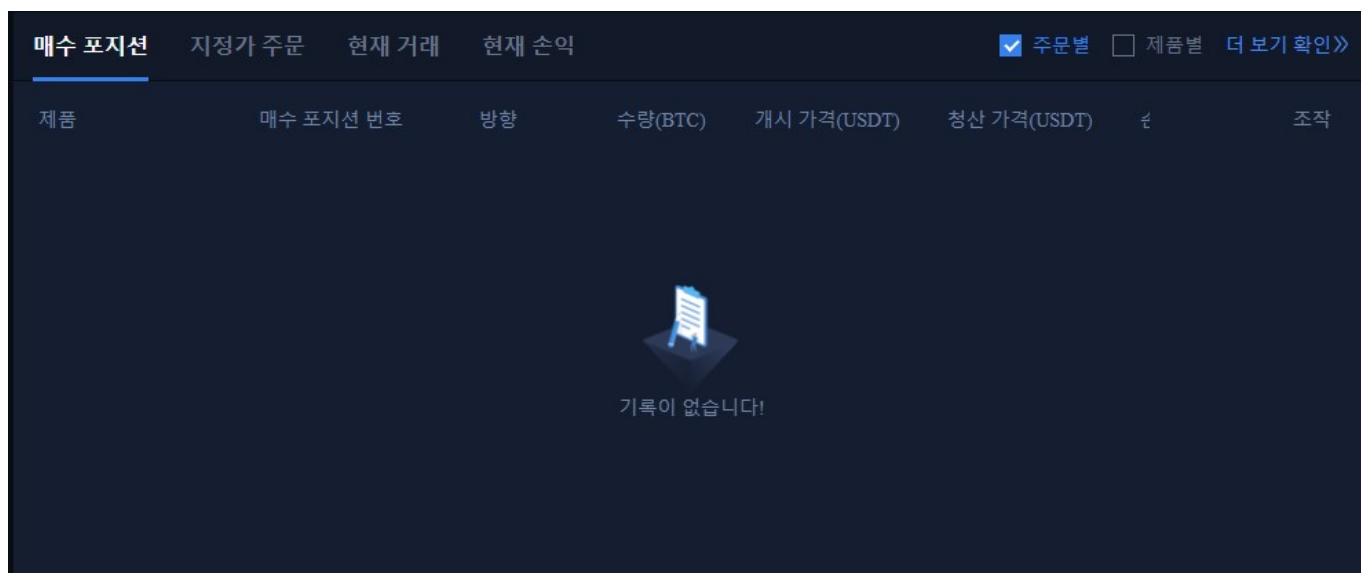 매수 포지션 지정가 주문 현재 거래 현재 손익 주문별 제품별 더 보기 확인»
제품 매수 포지션 번호 방향 수량(BTC) 개시 가격(USDT) 청산 가격(USDT) 조작
기록이 없습니다!